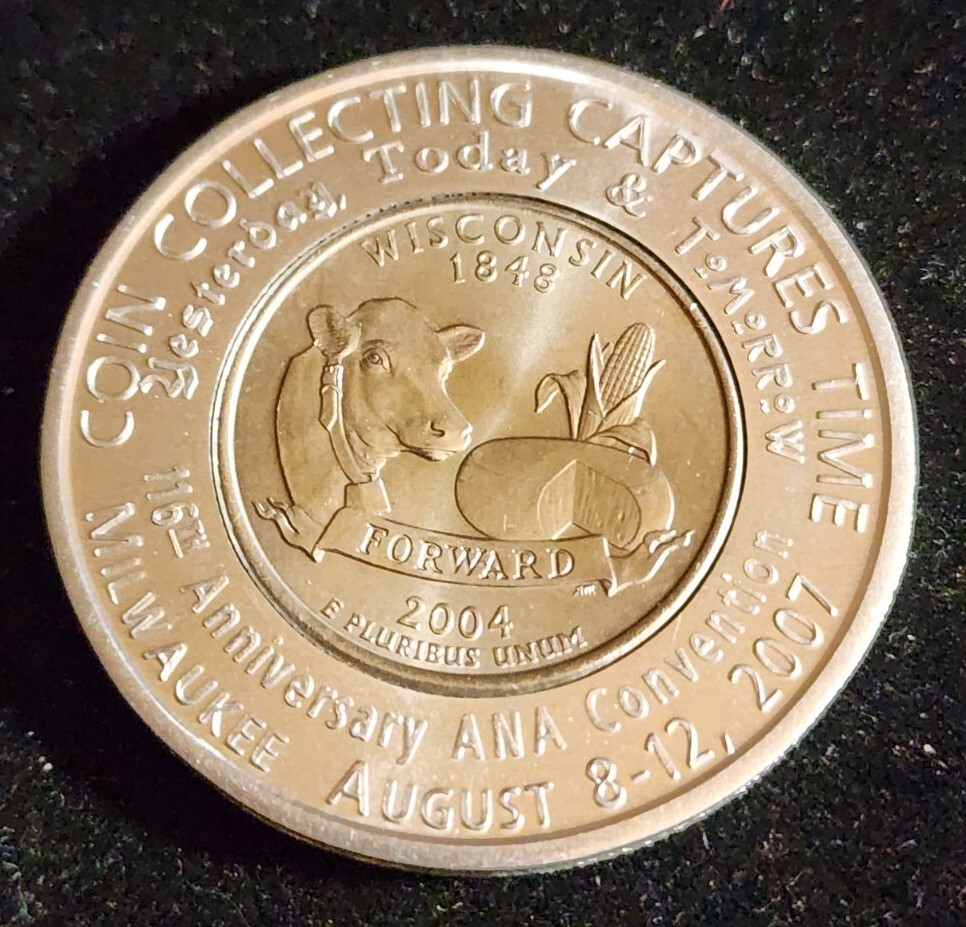 COIN COLLECTING CAPTURES TIME
Yesterday, Today & ToMoRRoW
WISCONSIN
1848
FORWARD
2004
E PLURIBUS UNUM
116TH Anniversary ANA Convention
MILWAUKEE AUGUST 8-12, 2007